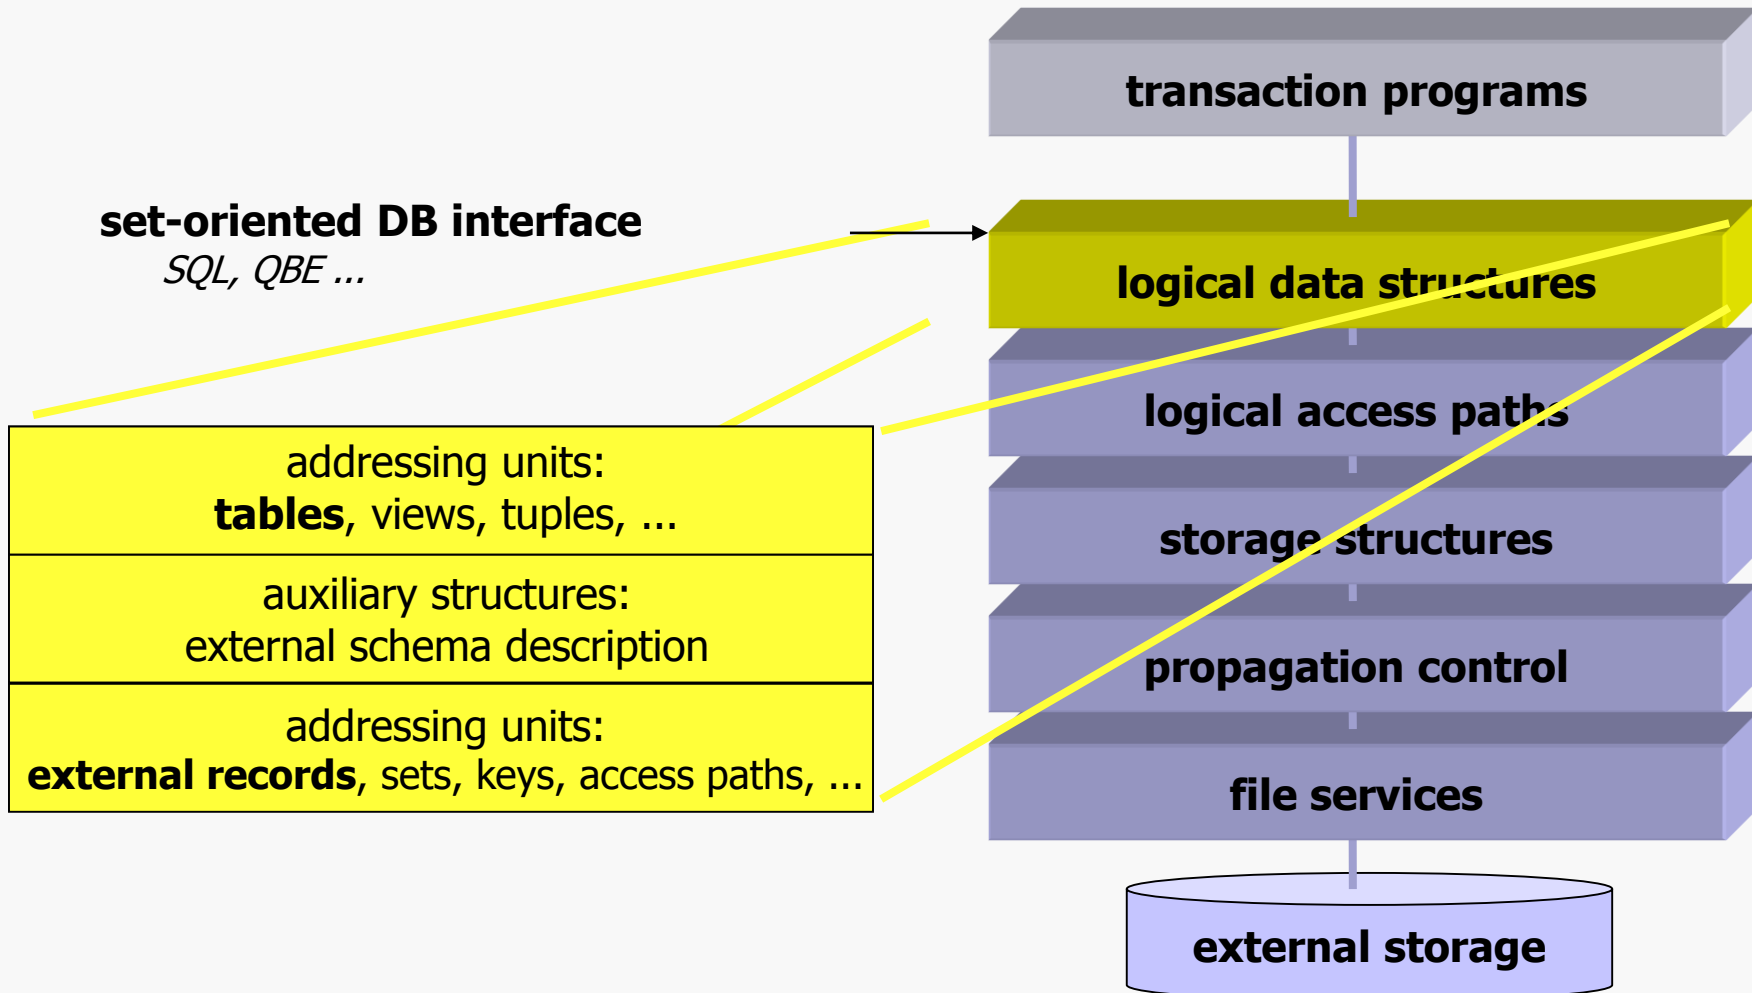 transaction programs
set-oriented DB interface
SQL, QBE ...
logical data structures
logical access paths
addressing units:
tables, views, tuples, ...
storage structures
auxiliary structures:
external schema description
propagation control
addressing units:
external records, sets, keys, access paths, ...
file services
external storage